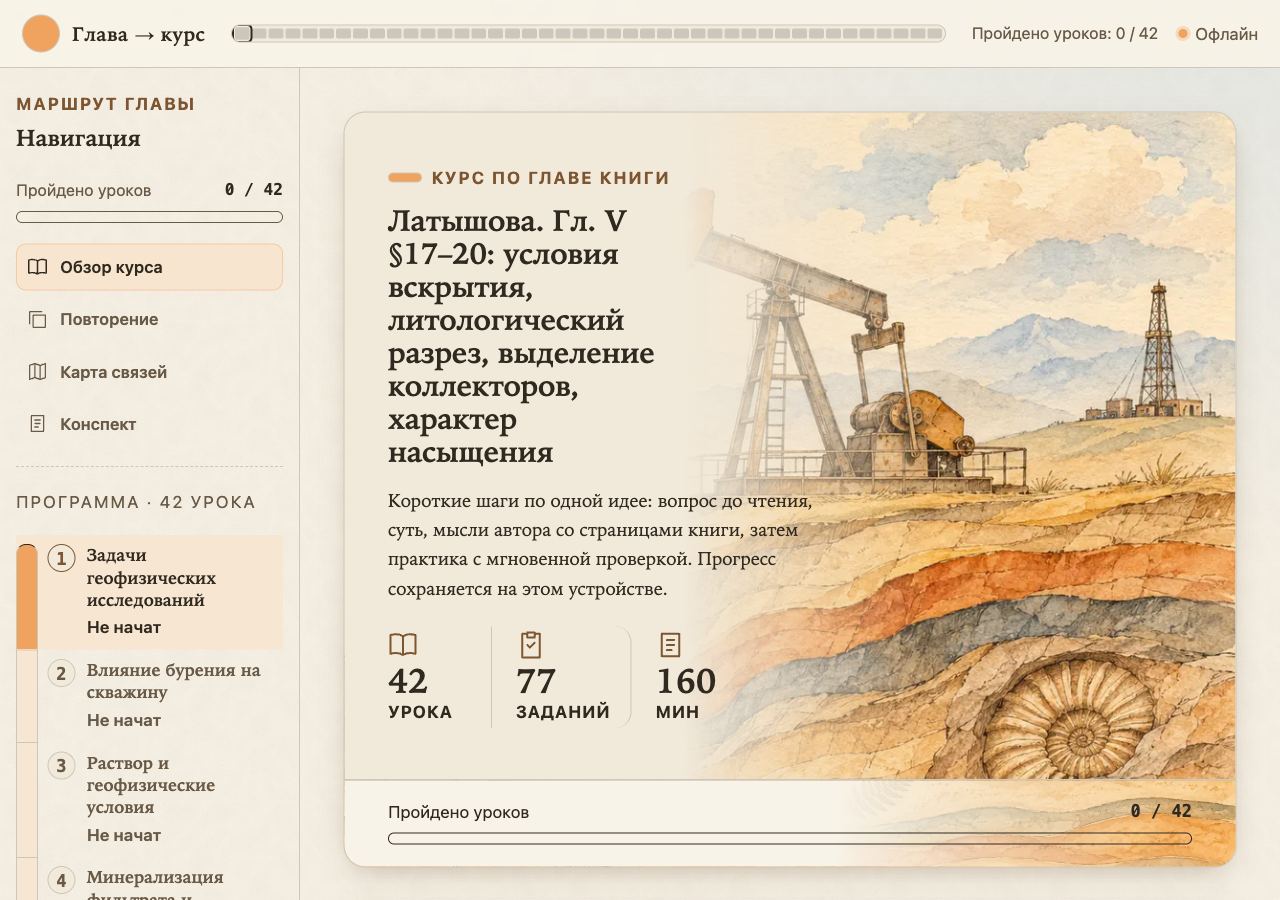 Глава → курс
Пройдено уроков: 0 / 42
Офлайн
МАРШРУТ ГЛАВЫ
Навигация
Пройдено уроков 0 / 42
Обзор курса
Повторение
Карта связей
Конспект
ПРОГРАММА · 42 УРОКА
1 Задачи
геофизических
исследований
Не начат
2 Влияние бурения на
скважину
Не начат
3 Раствор и
геофизические
условия
Не начат
4 Минерализация
фильтрата и
КУРС ПО ГЛАВЕ КНИГИ
Латышова. Гл. V
§17–20: условия
вскрытия,
литологический
разрез, выделение
коллекторов,
характер
насыщения
Короткие шаги по одной идее: вопрос до чтения,
суть, мысли автора со страницами книги, затем
практика с мгновенной проверкой. Прогресс
сохраняется на этом устройстве.
42 77 160
УРОКА ЗАДАНИЙ МИН
Пройдено уроков 0 / 42